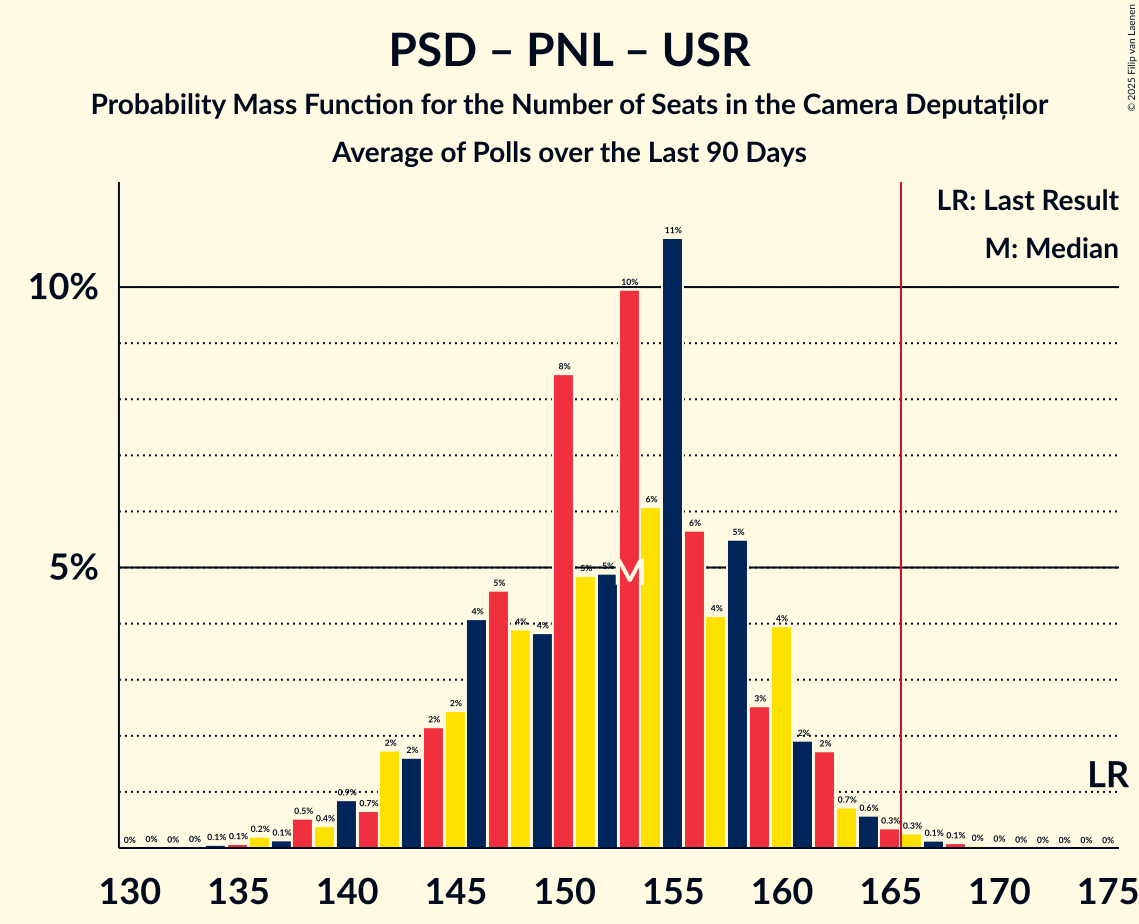 PSD – PNL – USR
Probability Mass Function for the Number of Seats in the Camera Deputaților
Average of Polls over the Last 90 Days
© 2025 Filip van Laenen
LR: Last Result
M: Median
10%
5%
0% 0% 0% 0% 0.1% 0.1% 0.2% 0.1% 0.5% 0.4% 0.9% 0.7% 2% 2% 2% 2% 4% 5% 4% 4% 8% 5% 5% 10% 6% 11% 6% 4% 5% 3% 4% 2% 2% 0.7% 0.6% 0.3% 0.3% 0.1% 0.1% 0% 0% 0% 0% 0% 0% 0%
M
LR
130 135 140 145 150 155 160 165 170 175